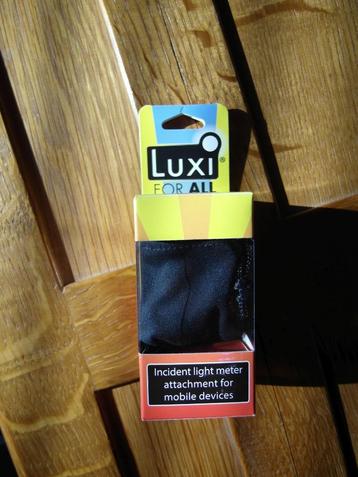 LUXI®
FOR ALL
Incident light meter
attachment for
mobile devices